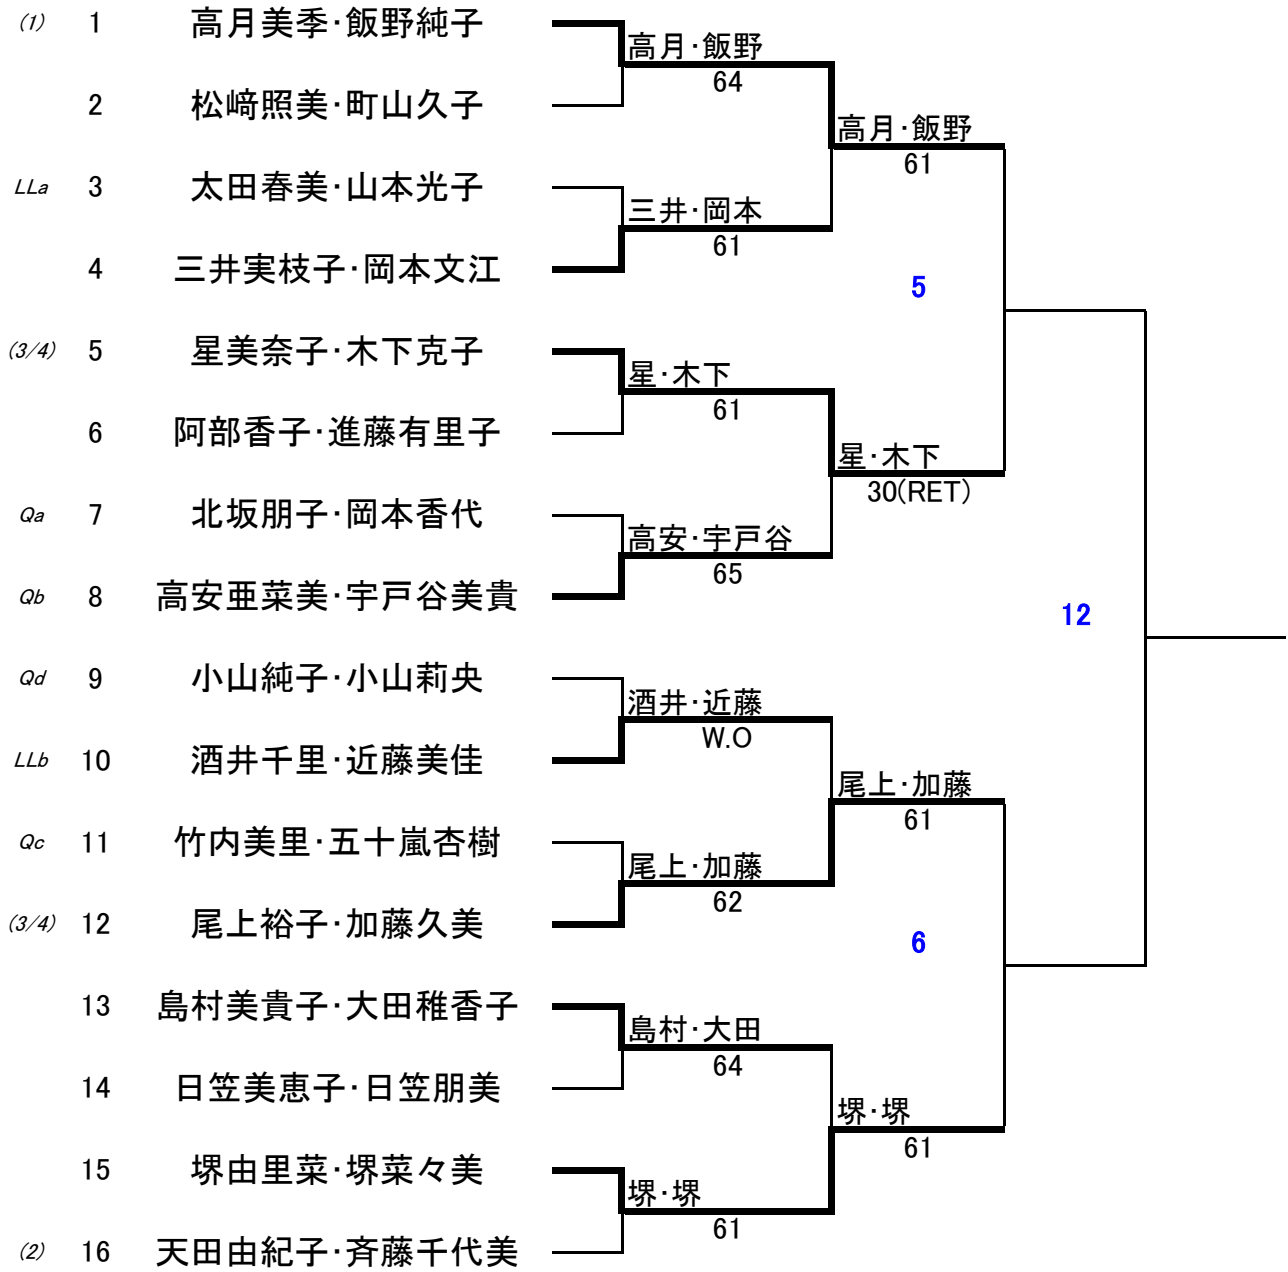 (1) 1 高月美季･飯野純子
高月･飯野
64
2 松﨑照美･町山久子
高月･飯野
61
LLa 3 太田春美･山本光子
三井･岡本
61
4 三井実枝子･岡本文江
5
(3/4) 5 星美奈子･木下克子
星･木下
61
6 阿部香子･進藤有里子
星･木下
30(RET)
Qa 7 北坂朋子･岡本香代
高安･宇戸谷
65
Qb 8 高安亜菜美･宇戸谷美貴
12
Qd 9 小山純子･小山莉央
酒井･近藤
W.O
LLb 10 酒井千里･近藤美佳
尾上･加藤
61
Qc 11 竹内美里･五十嵐杏樹
尾上･加藤
62
(3/4) 12 尾上裕子･加藤久美
6
13 島村美貴子･大田稚香子
島村･大田
64
14 日笠美恵子･日笠朋美
堺･堺
61
15 堺由里菜･堺菜々美
堺･堺
61
(2) 16 天田由紀子･斉藤千代美